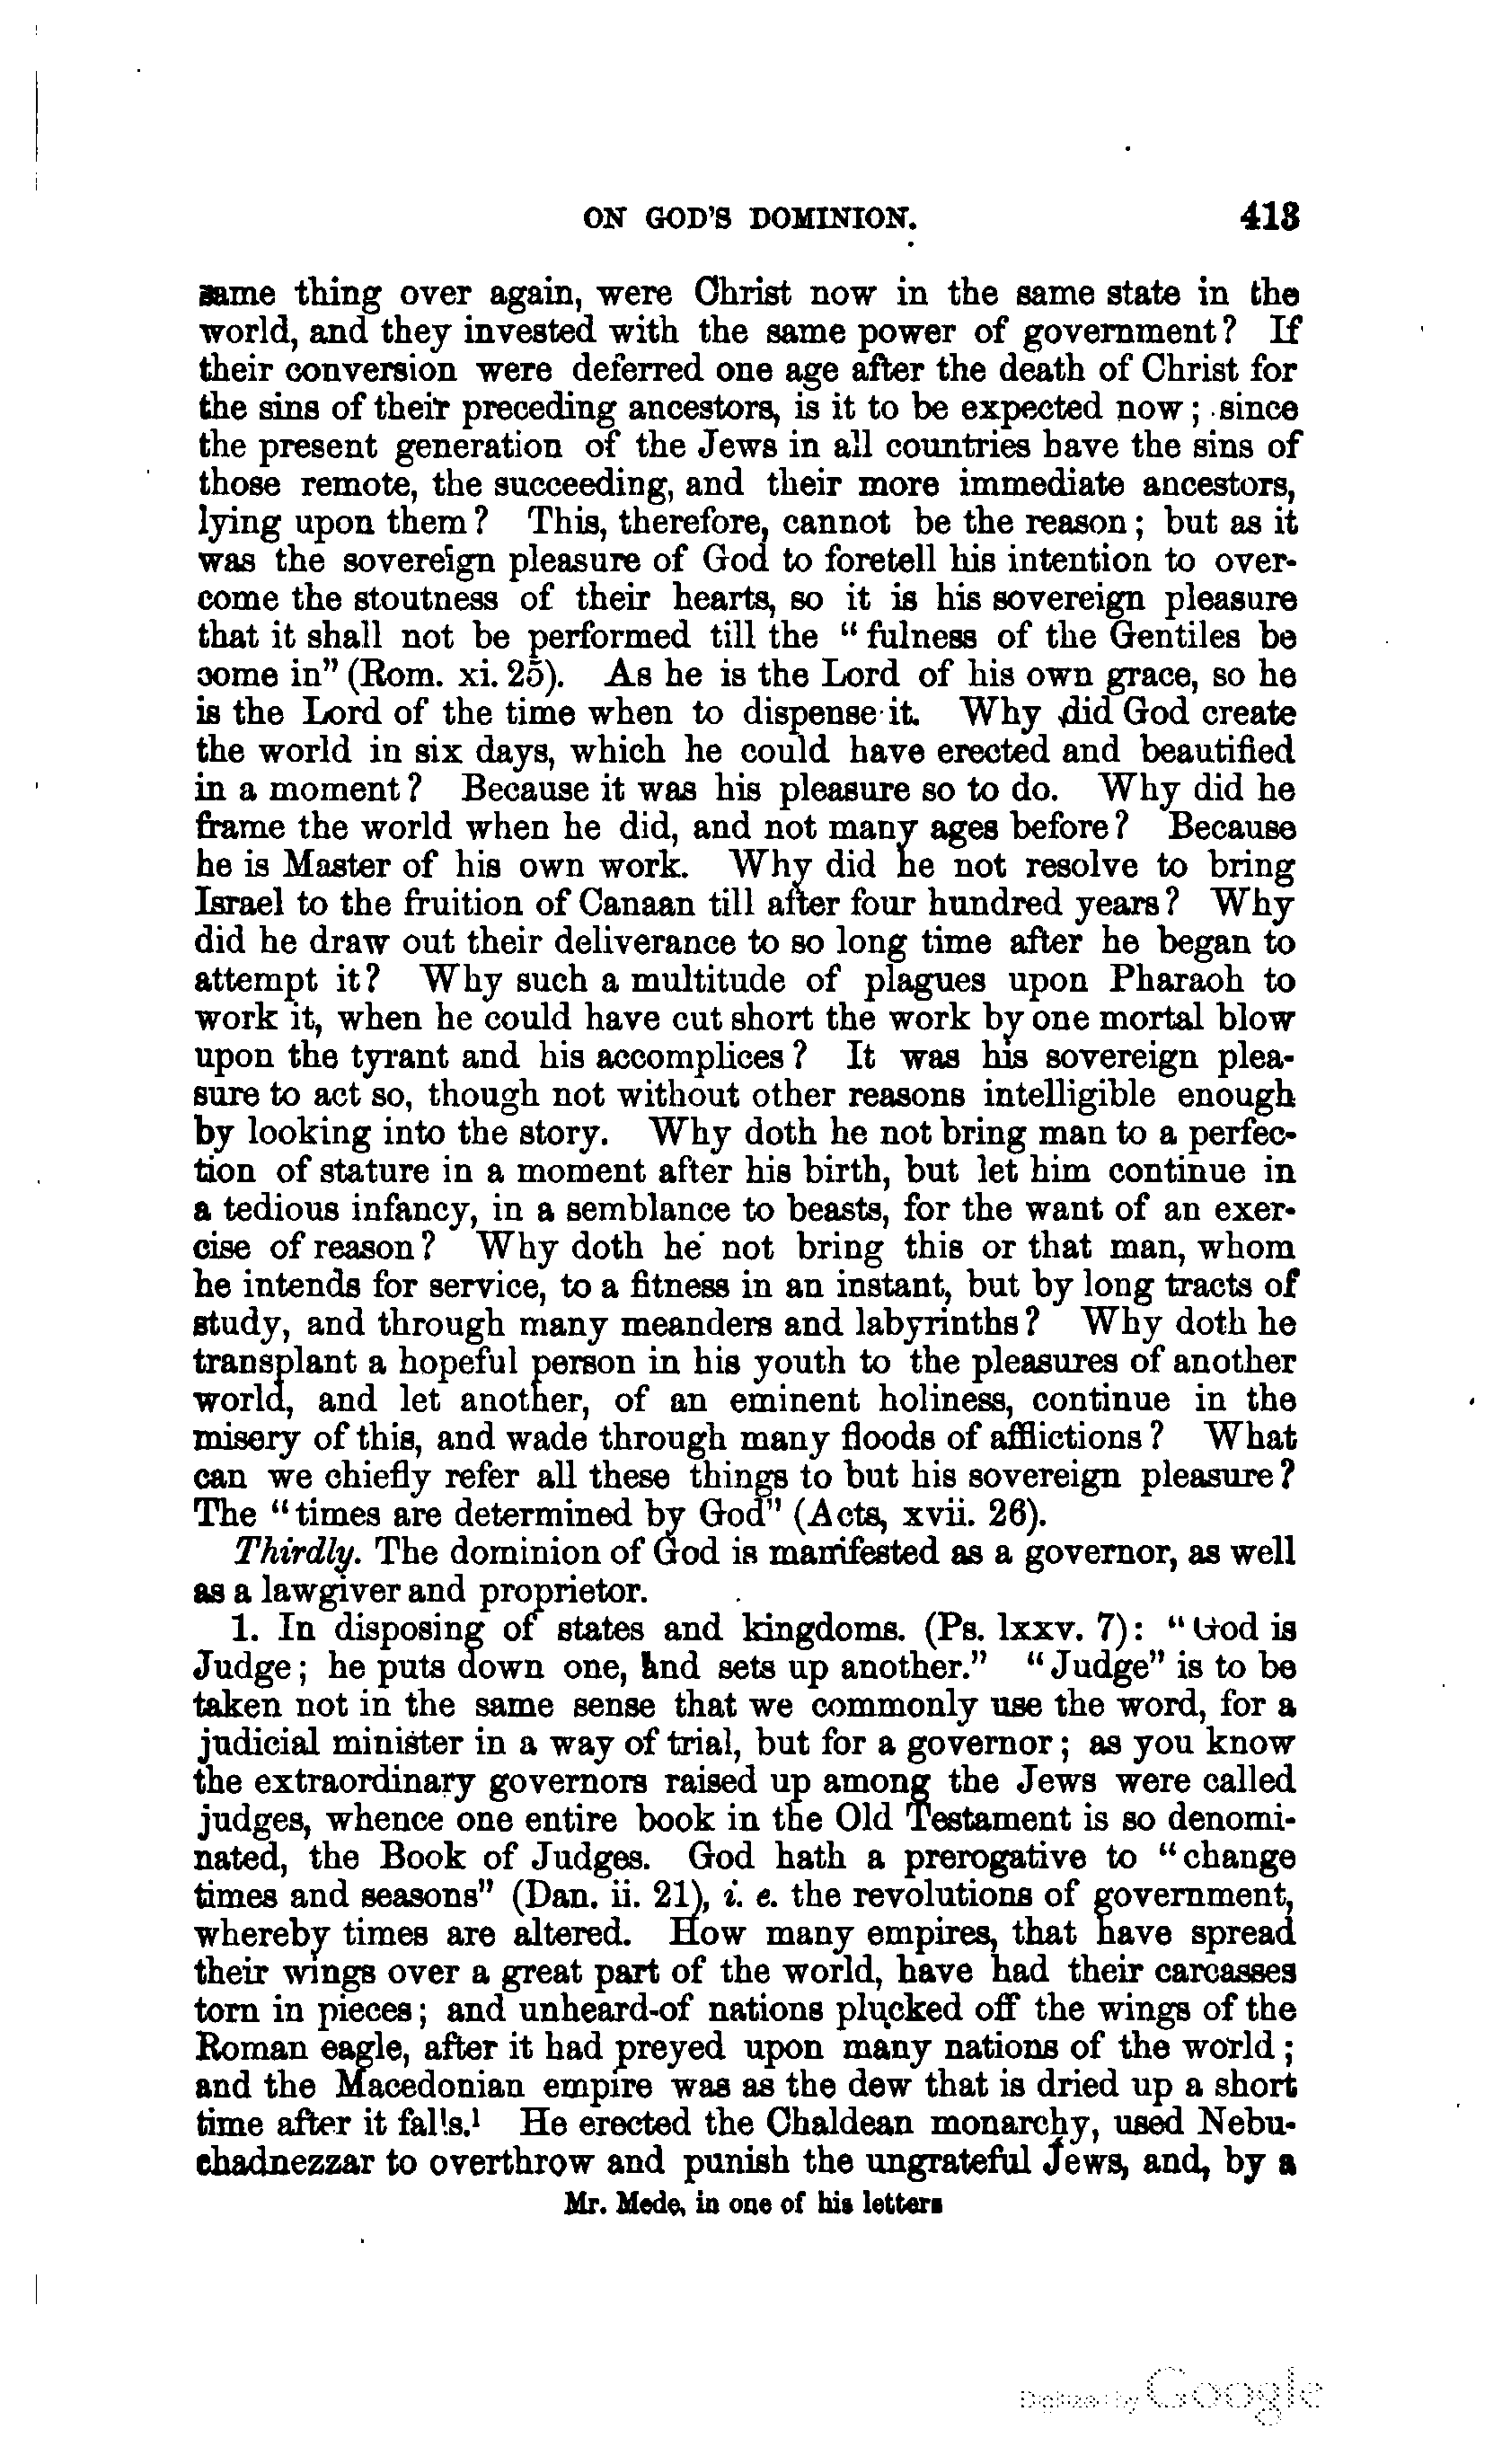 ON GOD'S DOMINION. 413
same thing over again, were Christ now in the same state in the
world, and they invested with the same power of government? If
their conversion were deferred one age after the death of Christ for
the sins of their preceding ancestors, is it to be expected now; since
the present generation of the Jews in all countries have the sins of
those remote, the succeeding, and their more immediate ancestors,
lying upon them? This, therefore, cannot be the reason; but as it
was the sovereign pleasure of God to foretell his intention to over-
come the stoutness of their hearts, so it is his sovereign pleasure
that it shall not be performed till the "fulness of the Gentiles be
come in" (Rom. xi. 25). As he is the Lord of his own grace, so he
is the Lord of the time when to dispense it. Why did God create
the world in six days, which he could have erected and beautified
in a moment? Because it was his pleasure so to do. Why did he
frame the world when he did, and not many ages before? Because
he is Master of his own work. Why did he not resolve to bring
Israel to the fruition of Canaan till after four hundred years? Why
did he draw out their deliverance to so long time after he began to
attempt it? Why such a multitude of plagues upon Pharaoh to
work it, when he could have cut short the work by one mortal blow
upon the tyrant and his accomplices? It was his sovereign plea-
sure to act so, though not without other reasons intelligible enough
by looking into the story. Why doth he not bring man to a perfec-
tion of stature in a moment after his birth, but let him continue in
a tedious infancy, in a semblance to beasts, for the want of an exer-
cise of reason? Why doth he not bring this or that man, whom
he intends for service, to a fitness in an instant, but by long tracts of
study, and through many meanders and labyrinths? Why doth he
transplant a hopeful person in his youth to the pleasures of another
world, and let another, of an eminent holiness, continue in the
misery of this, and wade through many floods of afflictions? What
can we chiefly refer all these things to but his sovereign pleasure?
The "times are determined by God" (Acts, xvii. 26).
Thirdly. The dominion of God is manifested as a governor, as well
as a lawgiver and proprietor.
1. In disposing of states and kingdoms. (Ps. lxxv. 7): "God is
Judge; he puts down one, and sets up another." "Judge" is to be
taken not in the same sense that we commonly use the word, for a
judicial minister in a way of trial, but for a governor; as you know
the extraordinary governors raised up among the Jews were called
judges, whence one entire book in the Old Testament is so denomi-
nated, the Book of Judges. God hath a prerogative to "change
times and seasons" (Dan. ii. 21), i. e. the revolutions of government,
whereby times are altered. How many empires, that have spread
their wings over a great part of the world, have had their carcasses
torn in pieces; and unheard-of nations plucked off the wings of the
Roman eagle, after it had preyed upon many nations of the world;
and the Macedonian empire was as the dew that is dried up a short
time after it falls.¹ He erected the Chaldean monarchy, used Nebu-
chadnezzar to overthrow and punish the ungrateful Jews, and, by a
Mr. Mede, in one of his letters
Digitized by Google